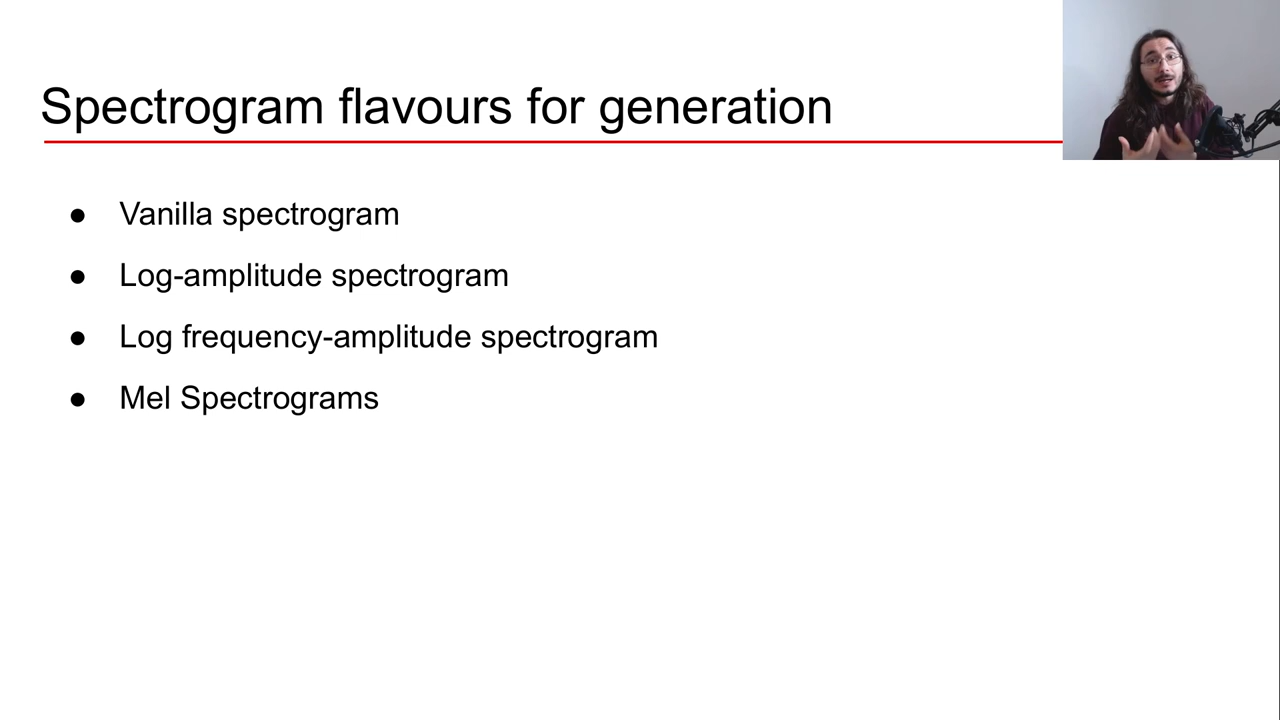 Spectrogram flavours for generation
● Vanilla spectrogram
● Log-amplitude spectrogram
● Log frequency-amplitude spectrogram
● Mel Spectrograms